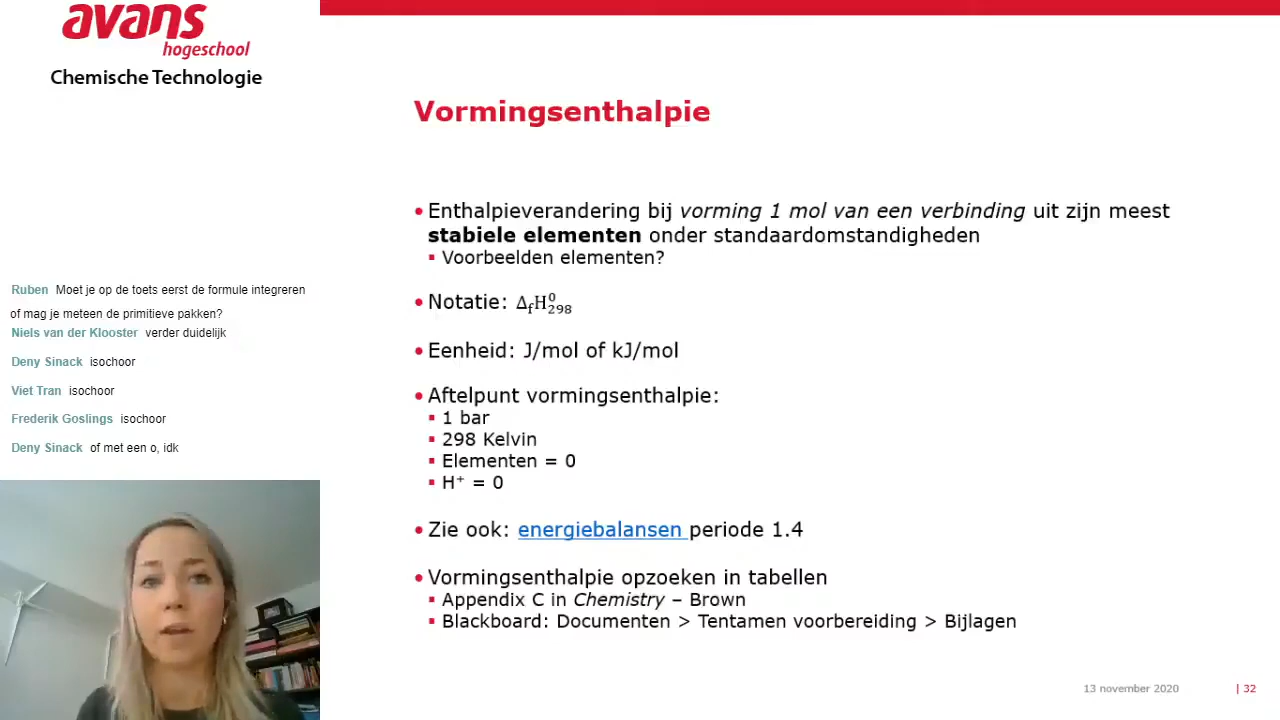 avans
hogeschool
Chemische Technologie
Ruben Moet je op de toets eerst de formule integreren
of mag je meteen de primitieve pakken?
Niels van der Klooster verder duidelijk
Deny Sinack isochoor
Viet Tran isochoor
Frederik Goslings isochoor
Deny Sinack of met een o, idk
Vormingsenthalpie
• Enthalpieverandering bij vorming 1 mol van een verbinding uit zijn meest
stabiele elementen onder standaardomstandigheden
▪ Voorbeelden elementen?
• Notatie: Δ_fH⁰₂₉₈
• Eenheid: J/mol of kJ/mol
• Aftelpunt vormingsenthalpie:
▪ 1 bar
▪ 298 Kelvin
▪ Elementen = 0
▪ H⁺ = 0
• Zie ook: energiebalansen periode 1.4
• Vormingsenthalpie opzoeken in tabellen
▪ Appendix C in Chemistry – Brown
▪ Blackboard: Documenten > Tentamen voorbereiding > Bijlagen
13 november 2020 | 32